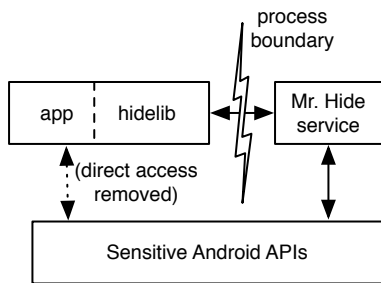 process
boundary
app
hidelib
Mr. Hide
service
(direct access
removed)
Sensitive Android APIs